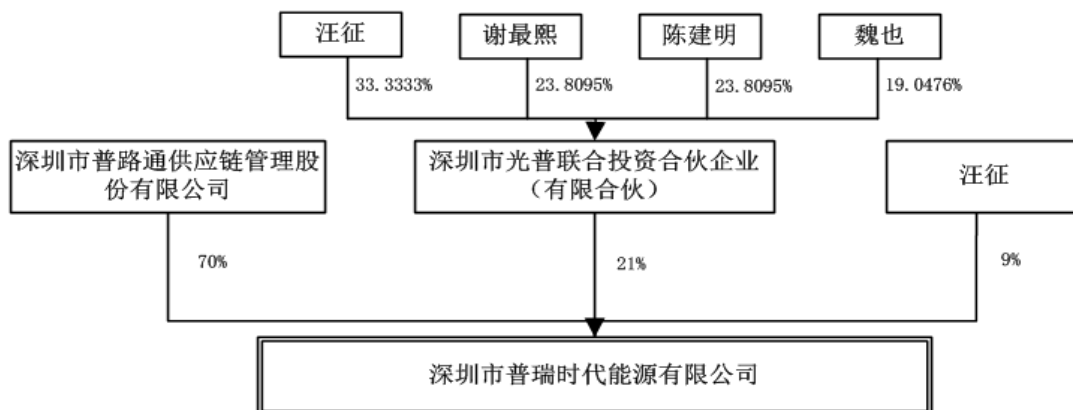 汪征
谢最熙
陈建明
魏也
33.3333%
23.8095%
23.8095%
19.0476%
深圳市普路通供应链管理股
份有限公司
深圳市光普联合投资合伙企业
（有限合伙）
汪征
70%
21%
9%
深圳市普瑞时代能源有限公司